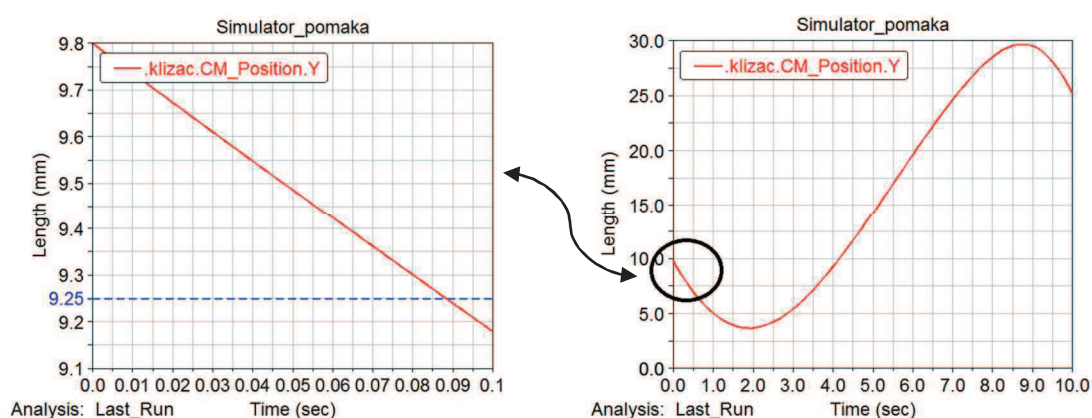 Simulator_pomaka
9.8
9.7
9.6
9.5
9.4
9.3
9.25
9.2
9.1
.klizac.CM_Position.Y
Length (mm)
0.0 0.01 0.02 0.03 0.04 0.05 0.06 0.07 0.08 0.09 0.1
Analysis: Last_Run Time (sec)
Simulator_pomaka
30.0
25.0
20.0
15.0
10.0
5.0
0.0
.klizac.CM_Position.Y
Length (mm)
0.0 1.0 2.0 3.0 4.0 5.0 6.0 7.0 8.0 9.0 10.0
Analysis: Last_Run Time (sec)